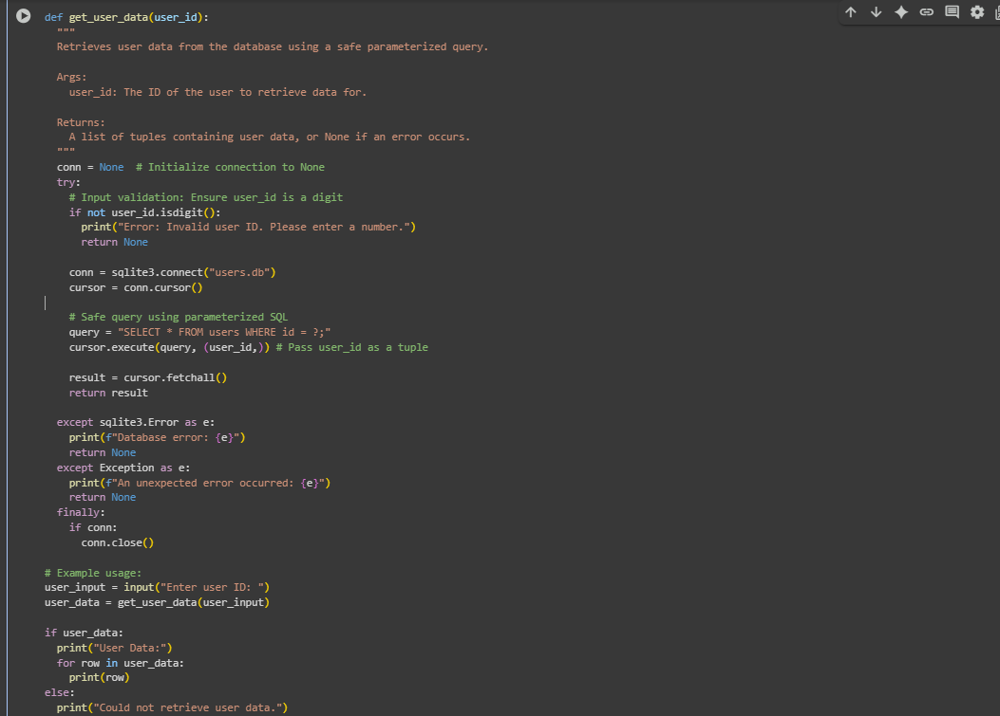 def get_user_data(user_id):
  """
  Retrieves user data from the database using a safe parameterized query.

  Args:
    user_id: The ID of the user to retrieve data for.

  Returns:
    A list of tuples containing user data, or None if an error occurs.
  """
  conn = None  # Initialize connection to None
  try:
    # Input validation: Ensure user_id is a digit
    if not user_id.isdigit():
      print("Error: Invalid user ID. Please enter a number.")
      return None

    conn = sqlite3.connect("users.db")
    cursor = conn.cursor()

    # Safe query using parameterized SQL
    query = "SELECT * FROM users WHERE id = ?;"
    cursor.execute(query, (user_id,)) # Pass user_id as a tuple

    result = cursor.fetchall()
    return result

  except sqlite3.Error as e:
    print(f"Database error: {e}")
    return None
  except Exception as e:
    print(f"An unexpected error occurred: {e}")
    return None
  finally:
    if conn:
      conn.close()

# Example usage:
user_input = input("Enter user ID: ")
user_data = get_user_data(user_input)

if user_data:
  print("User Data:")
  for row in user_data:
    print(row)
else:
  print("Could not retrieve user data.")